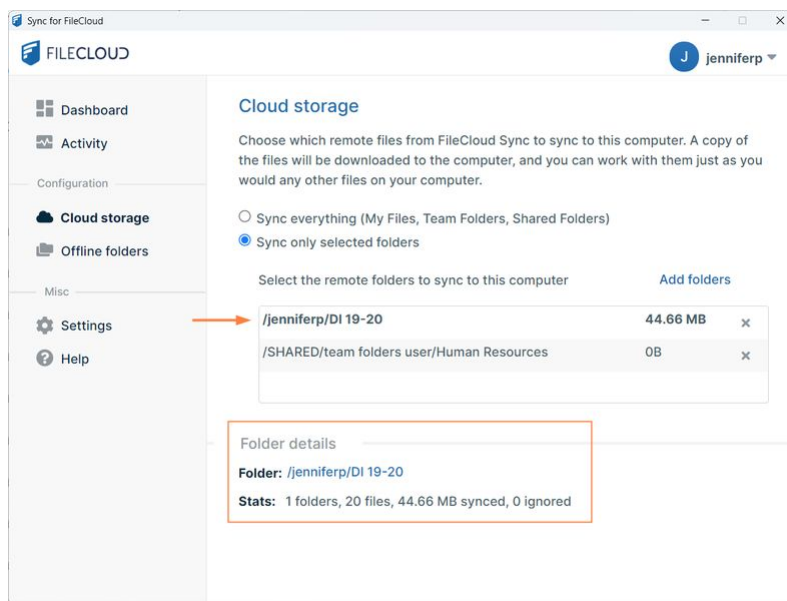 Sync for FileCloud
FILECLOUD
J jenniferp
Dashboard
Activity
Configuration
Cloud storage
Offline folders
Misc
Settings
Help
Cloud storage
Choose which remote files from FileCloud Sync to sync to this computer. A copy of
the files will be downloaded to the computer, and you can work with them just as you
would any other files on your computer.
Sync everything (My Files, Team Folders, Shared Folders)
Sync only selected folders
Select the remote folders to sync to this computer Add folders
/jenniferp/DI 19-20 44.66 MB
/SHARED/team folders user/Human Resources 0B
Folder details
Folder: /jenniferp/DI 19-20
Stats: 1 folders, 20 files, 44.66 MB synced, 0 ignored